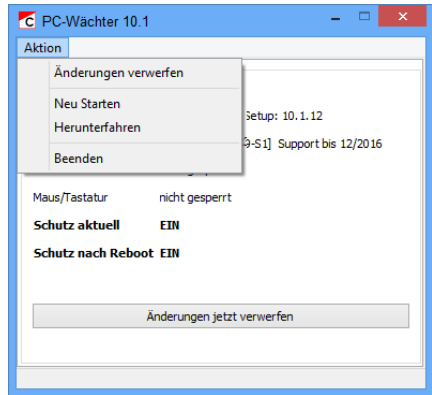 PC-Wächter 10.1
Aktion
Änderungen verwerfen
Neu Starten
Herunterfahren
Beenden
Setup: 10.1.12
9-S1] Support bis 12/2016
Maus/Tastatur nicht gesperrt
Schutz aktuell EIN
Schutz nach Reboot EIN
Änderungen jetzt verwerfen